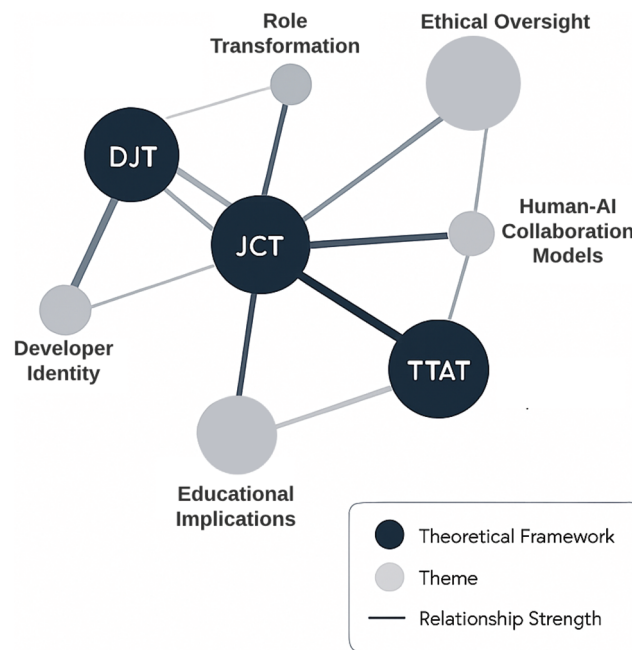 Role
Transformation
Ethical Oversight
DJT
JCT
Human-AI
Collaboration
Models
Developer
Identity
TTAT
Educational
Implications
Theoretical Framework
Theme
Relationship Strength